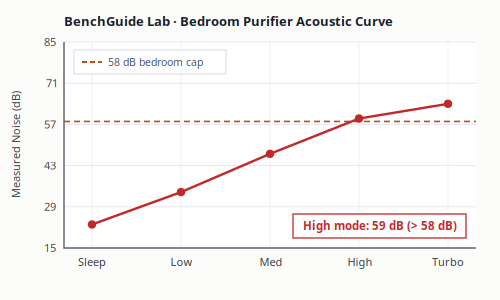 BenchGuide Lab · Bedroom Purifier Acoustic Curve
58 dB bedroom cap
Measured Noise (dB)
85
71
57
43
29
15
High mode: 59 dB (> 58 dB)
Sleep
Low
Med
High
Turbo